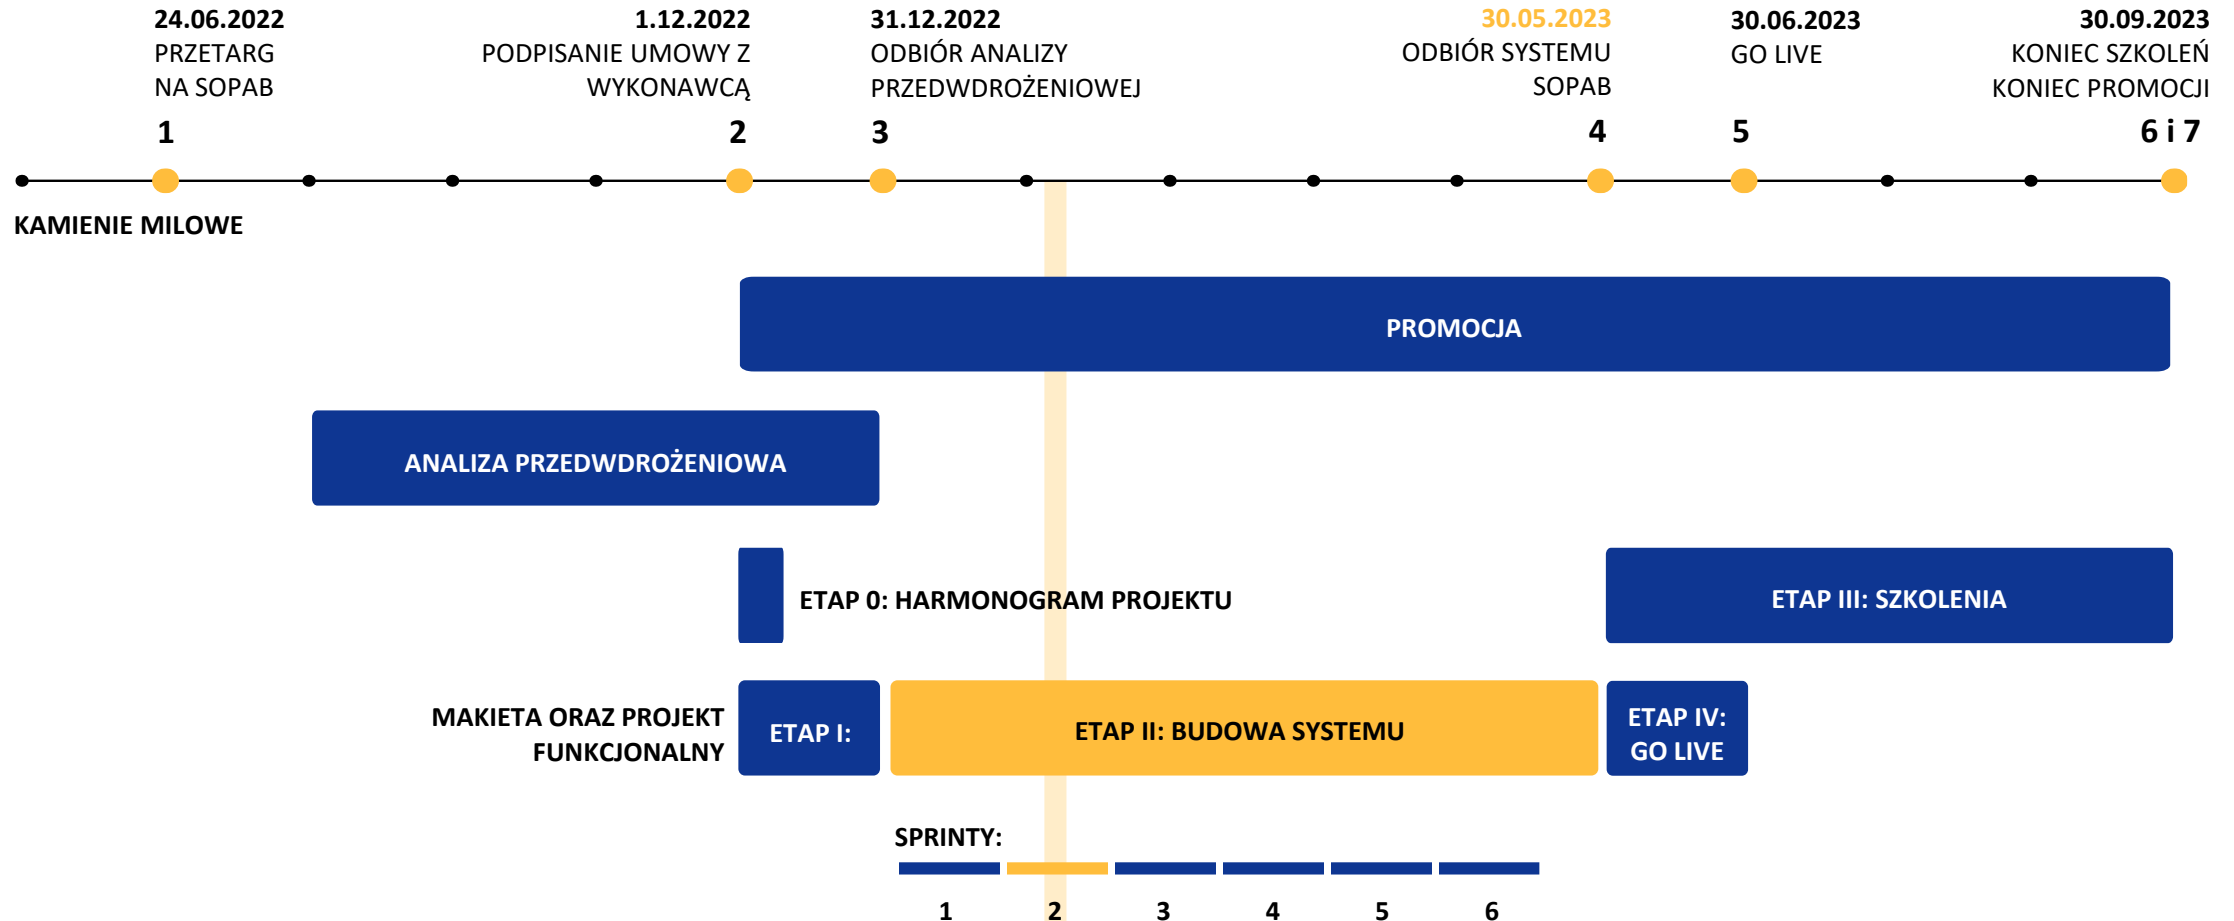 24.06.2022
PRZETARG
NA SOPAB
1
1.12.2022
PODPISANIE UMOWY Z
WYKONAWCĄ
2
31.12.2022
ODBIÓR ANALIZY
PRZEDWDROŻENIOWEJ
3
30.05.2023
ODBIÓR SYSTEMU
SOPAB
4
30.06.2023
GO LIVE
5
30.09.2023
KONIEC SZKOLEŃ
KONIEC PROMOCJI
6 i 7
KAMIENIE MILOWE
PROMOCJA
ANALIZA PRZEDWDROŻENIOWA
ETAP 0: HARMONOGRAM PROJEKTU
ETAP III: SZKOLENIA
MAKIETA ORAZ PROJEKT
FUNKCJONALNY
ETAP I:
ETAP II: BUDOWA SYSTEMU
ETAP IV:
GO LIVE
SPRINTY:
1 2 3 4 5 6